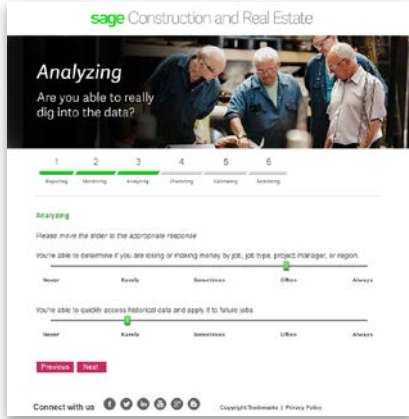 sage Construction and Real Estate
Analyzing
Are you able to really
dig into the data?
1 2 3 4 5 6
Reporting Monitoring Analyzing Predicting
Analyzing
Please move the slider to the appropriate response
You're able to determine if you are losing or making money by job, job type, project manager, or region.
Never Rarely Sometimes Often Always
You're able to quickly access historical data and apply it to future jobs
Never Rarely Sometimes Often Always
Previous Next
Connect with us Copyright/Trademarks | Privacy Policy